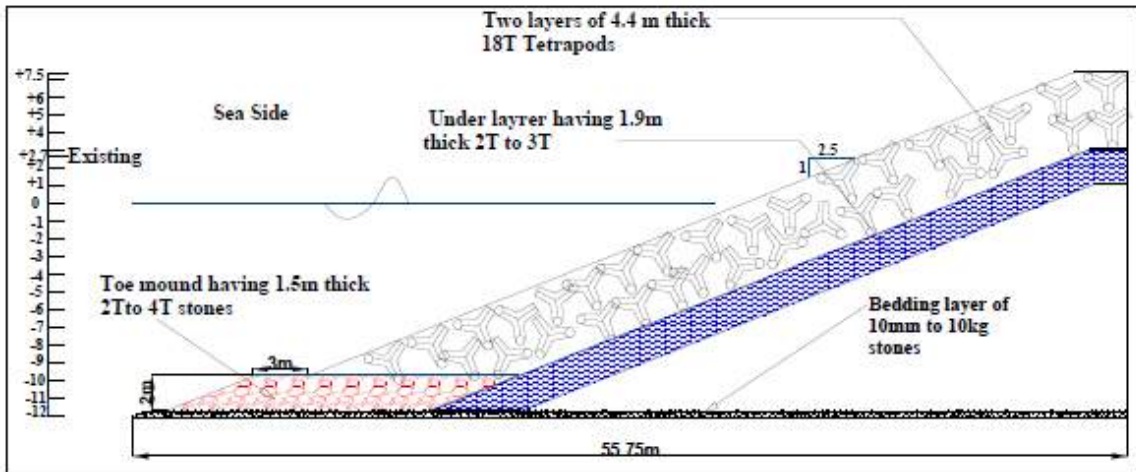 Two layers of 4.4 m thick
18T Tetrapods
+7.5
+6
+5
+4
+2.7
+2
+1
0
-1
-2
-3
-4
-5
-6
-7
-8
-9
-10
-11
-12
Sea Side
Existing
Under layrer having 1.9m
thick 2T to 3T
2.5
1
Toe mound having 1.5m thick
2Tto 4T stones
Bedding layer of
10mm to 10kg
stones
3m
2m
55.75m